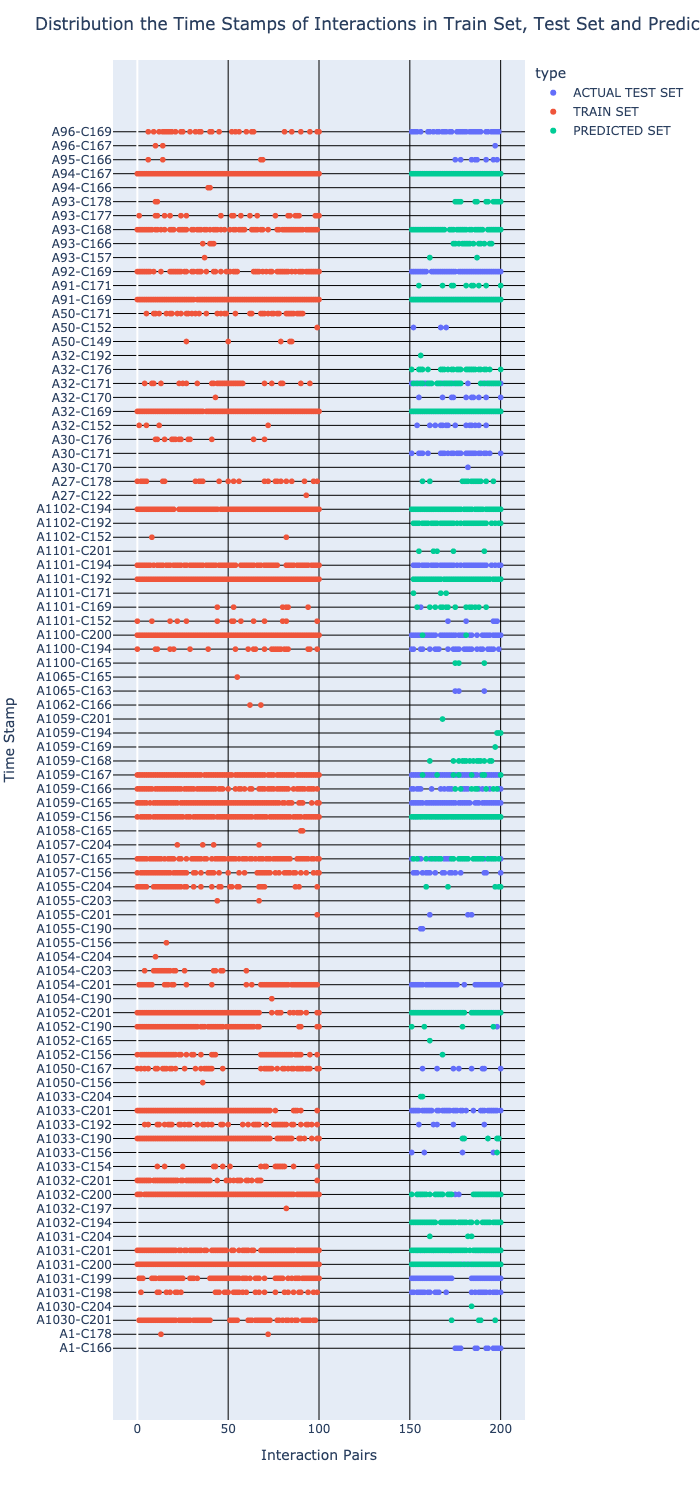 Distribution the Time Stamps of Interactions in Train Set, Test Set and Predic
type
ACTUAL TEST SET
TRAIN SET
PREDICTED SET
A96-C169
A96-C167
A95-C166
A94-C167
A94-C166
A93-C178
A93-C177
A93-C168
A93-C166
A93-C157
A92-C169
A91-C171
A91-C169
A50-C171
A50-C152
A50-C149
A32-C192
A32-C176
A32-C171
A32-C170
A32-C169
A32-C152
A30-C176
A30-C171
A30-C170
A27-C178
A27-C122
A1102-C194
A1102-C192
A1102-C152
A1101-C201
A1101-C194
A1101-C192
A1101-C171
A1101-C169
A1101-C152
A1100-C200
A1100-C194
A1100-C165
A1065-C165
A1065-C163
A1062-C166
A1059-C201
A1059-C194
A1059-C169
A1059-C168
A1059-C167
A1059-C166
A1059-C165
A1059-C156
A1058-C165
A1057-C204
A1057-C165
A1057-C156
A1055-C204
A1055-C203
A1055-C201
A1055-C190
A1055-C156
A1054-C204
A1054-C203
A1054-C201
A1054-C190
A1052-C201
A1052-C190
A1052-C165
A1052-C156
A1050-C167
A1050-C156
A1033-C204
A1033-C201
A1033-C192
A1033-C190
A1033-C156
A1033-C154
A1032-C201
A1032-C200
A1032-C197
A1032-C194
A1031-C204
A1031-C201
A1031-C200
A1031-C199
A1031-C198
A1030-C204
A1030-C201
A1-C178
A1-C166
Time Stamp
0 50 100 150 200
Interaction Pairs